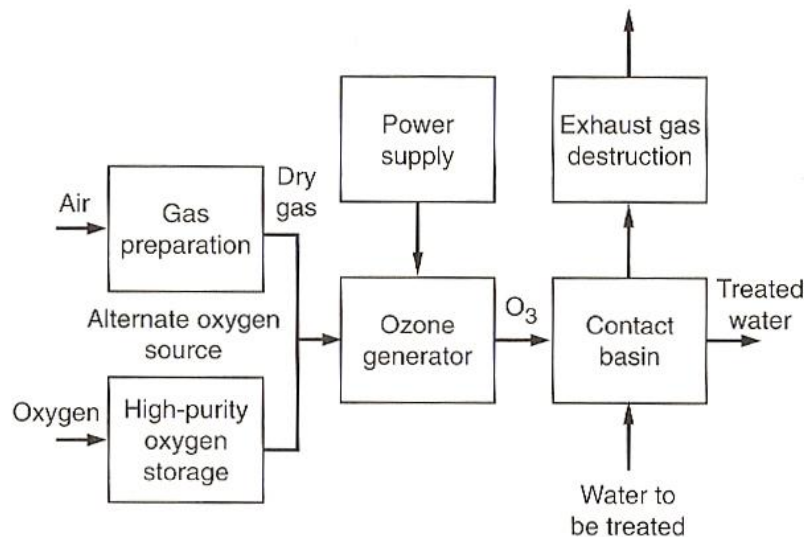 Power
supply
Exhaust gas
destruction
Air
Gas
preparation
Dry
gas
Alternate oxygen
source
Ozone
generator
O₃
Contact
basin
Treated
water
Oxygen
High-purity
oxygen
storage
Water to
be treated